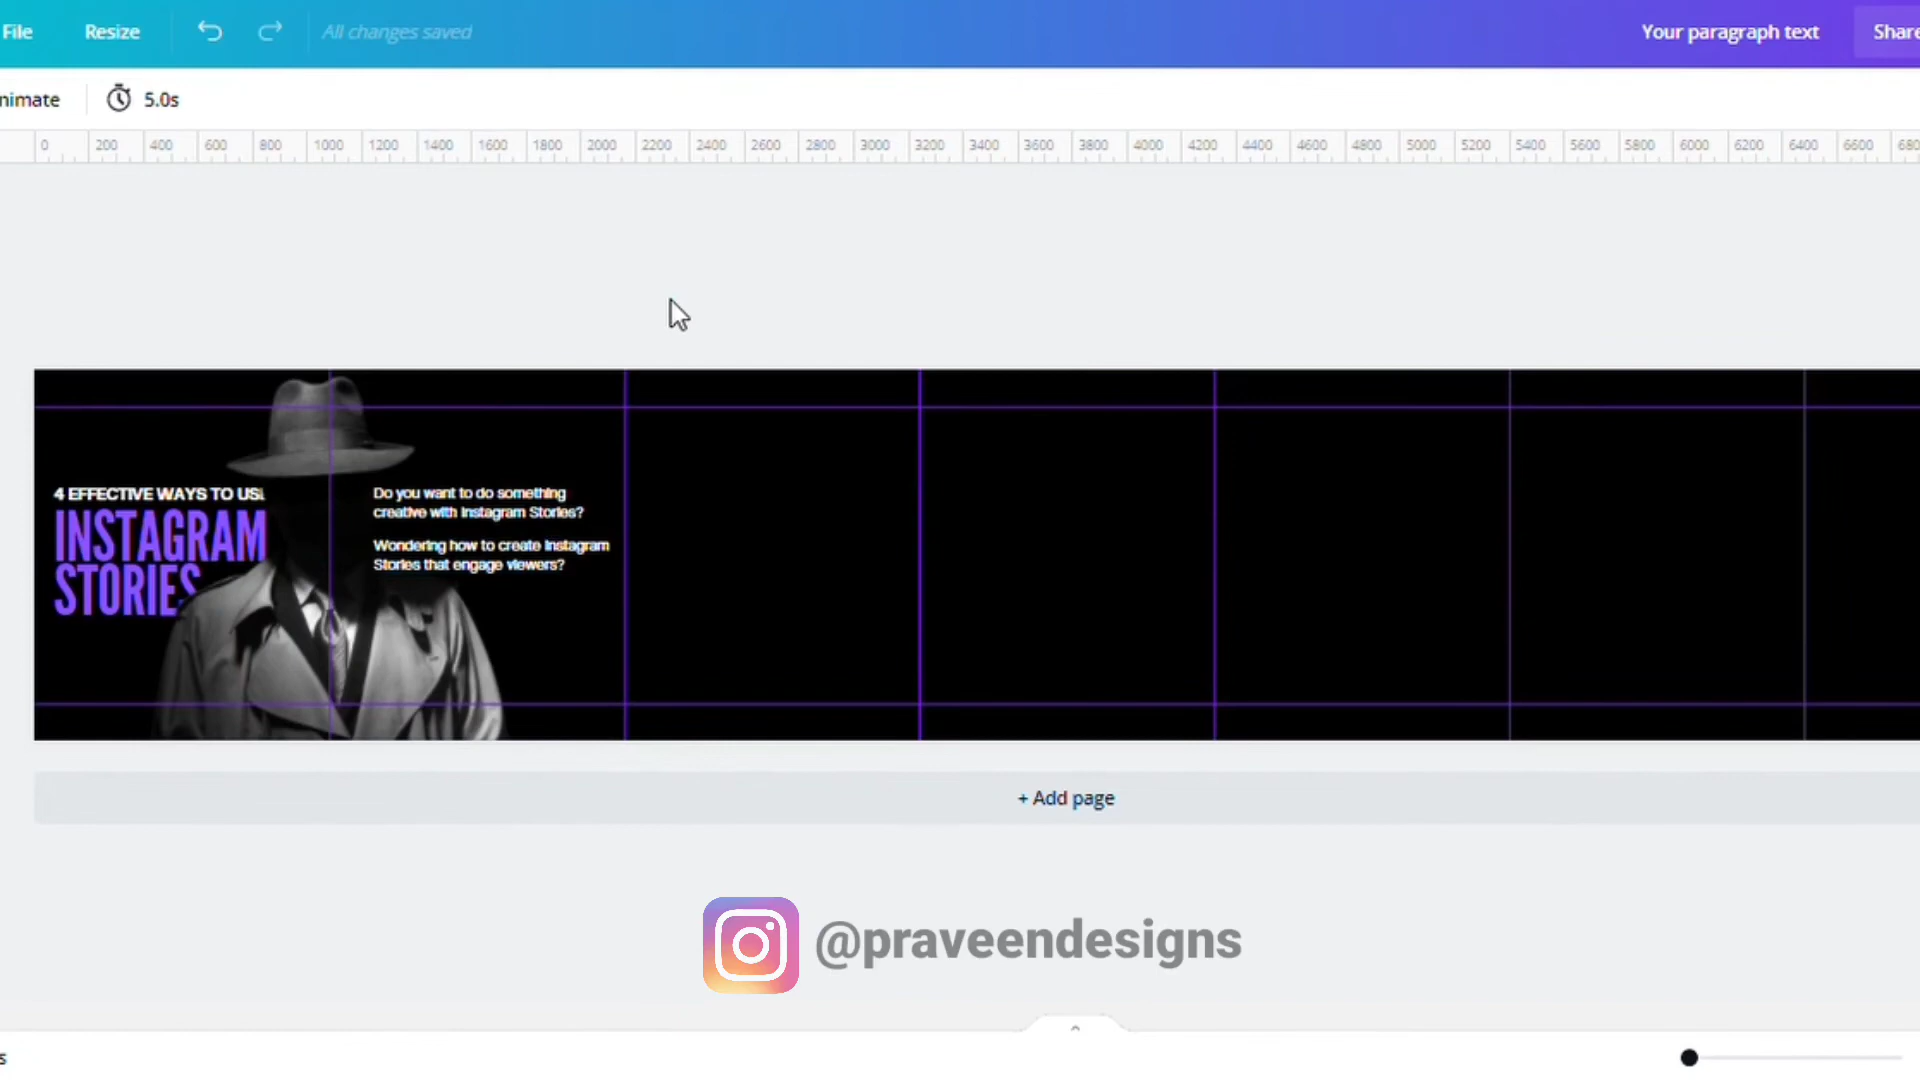 File Resize All changes saved Your paragraph text Share
nimate 5.0s
0 200 400 600 800 1000 1200 1400 1600 1800 2000 2200 2400 2600 2800 3000 3200 3400 3600 3800 4000 4200 4400 4600 4800 5000 5200 5400 5600 5800 6000 6200 6400 6600 680
4 EFFECTIVE WAYS TO USE
INSTAGRAM
STORIES
Do you want to do something
creative with Instagram Stories?
Wondering how to create Instagram
Stories that engage viewers?
+ Add page
@praveendesigns
s